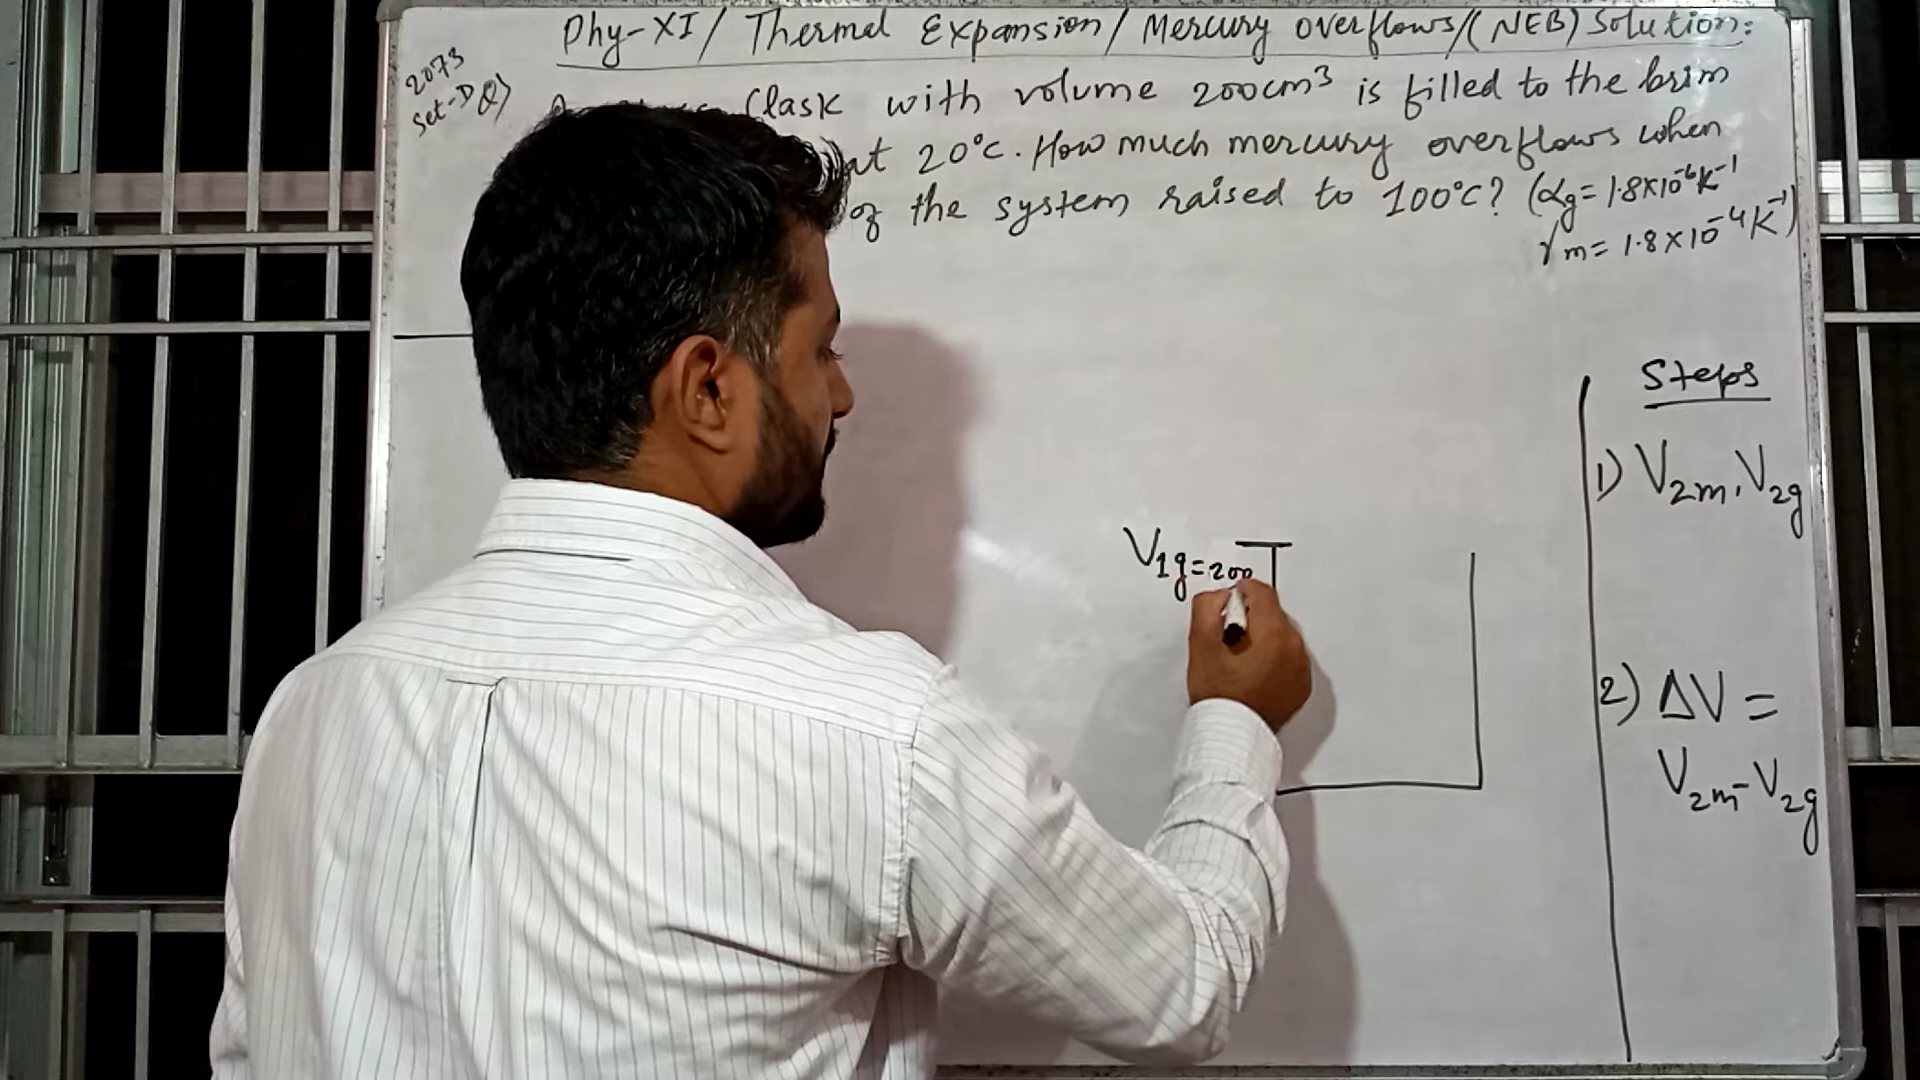 Phy-XI/ Thermal Expansion/ Mercury overflows/(NEB) Solution:
2073
Set-D Q)
flask with volume 200cm³ is filled to the brim
at 20°c. How much mercury overflows when
of the system raised to 100°c? (αg = 1.8×10⁻⁶K⁻¹
γm = 1.8×10⁻⁴K⁻¹)
Steps
1) V2m, V2g
V1g = 200
2) ΔV =
V2m - V2g